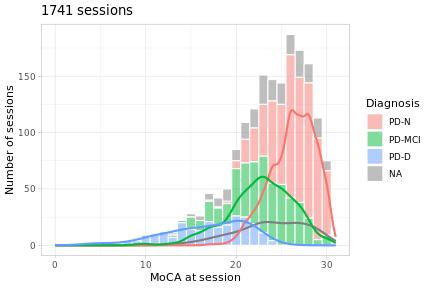 1741 sessions
Number of sessions
150
100
50
0
0
10
20
30
MoCA at session
Diagnosis
PD-N
PD-MCI
PD-D
NA